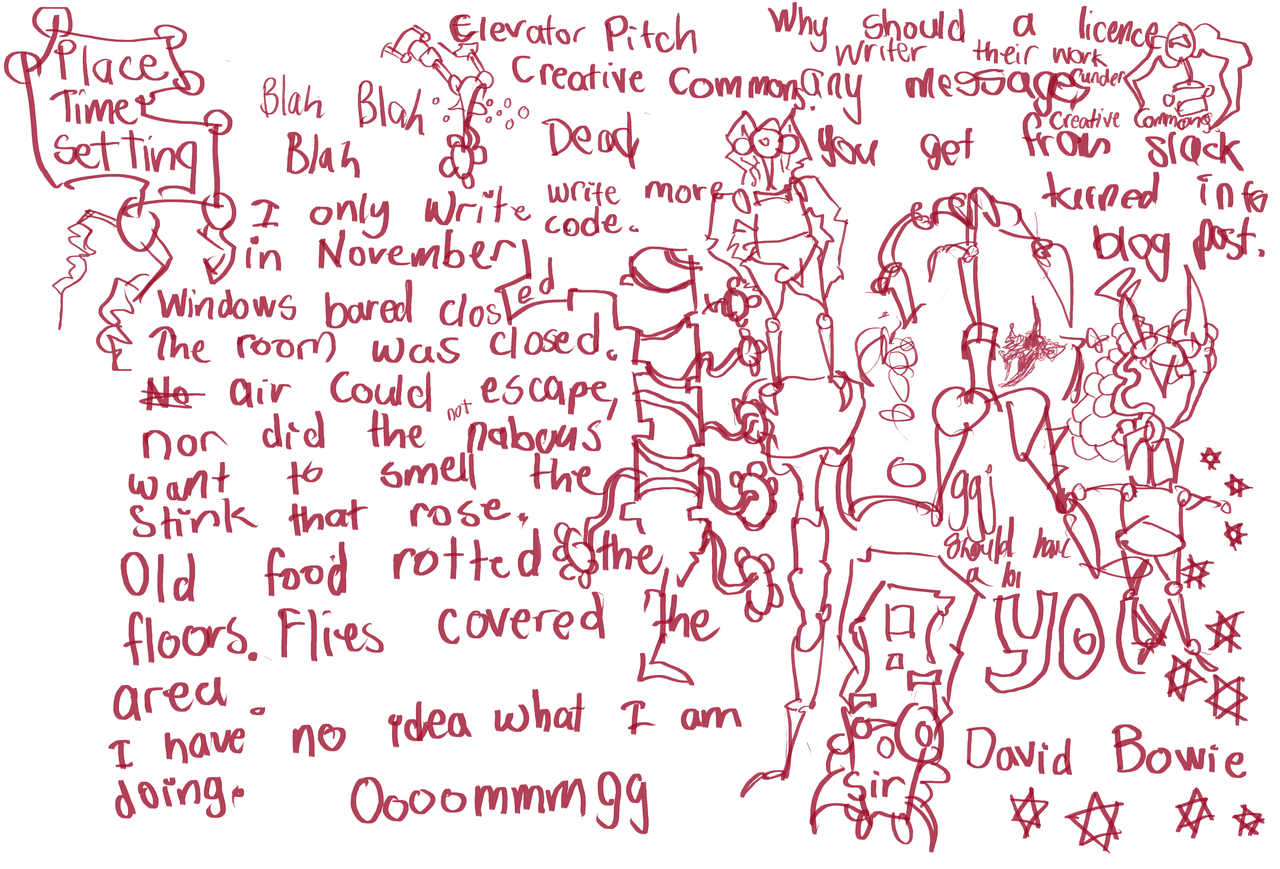 Place
Time
Setting
Blah Blah
Blah
Elevator Pitch
Creative Commons.
Dead
write more
code.
Why should a licence
writer their work
under
Creative Commons.
any message
you get from slack
turned into
blog post.
I only write
in November
Windows bared closed
The room was closed.
No air could escape,
not
nor did the
want to smell the
Stink that rose.
Old food rotted the
floors. Flies covered the
area.
I have no idea what I am
doing.
Oooommmgg
ggj
should have
a
yo
Sir
David Bowie